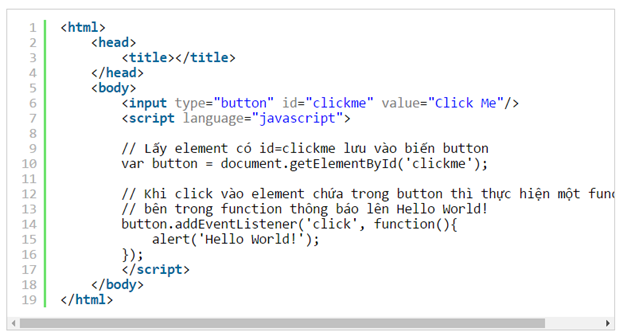 1 <html>
2 <head>
3 <title></title>
4 </head>
5 <body>
6 <input type="button" id="clickme" value="Click Me"/>
7 <script language="javascript">
8
9 // Lấy element có id=clickme lưu vào biến button
10 var button = document.getElementById('clickme');
11
12 // Khi click vào element chứa trong button thì thực hiện một
13 // bên trong function thông báo lên Hello World!
14 button.addEventListener('click', function(){
15 alert('Hello World!');
16 });
17 </script>
18 </body>
19 </html>